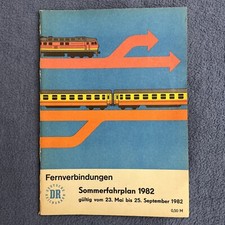 Fernverbindungen
Sommerfahrplan 1982
gültig vom 23. Mai bis 25. September 1982
DR
0,50 M